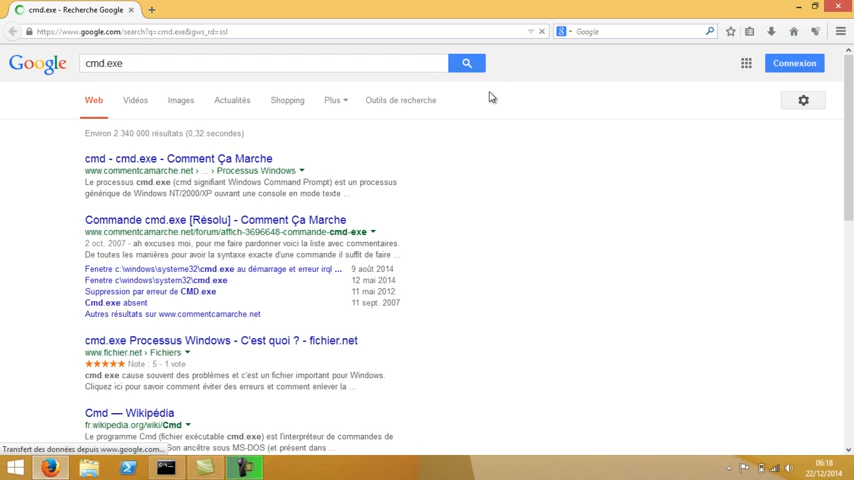 cmd.exe - Recherche Google
https://www.google.com/search?q=cmd.exe&gws_rd=ssl
Google
Google
cmd.exe
Connexion
Web Vidéos Images Actualités Shopping Plus Outils de recherche
Environ 2 340 000 résultats (0,32 secondes)
cmd - cmd.exe - Comment Ça Marche
www.commentcamarche.net › ... › Processus Windows
Le processus cmd.exe (cmd signifiant Windows Command Prompt) est un processus
générique de Windows NT/2000/XP ouvrant une console en mode texte ...
Commande cmd.exe [Résolu] - Comment Ça Marche
www.commentcamarche.net/forum/affich-3696648-commande-cmd-exe
2 oct. 2007 - ah excuses moi, pour me faire pardonner voici la liste avec commentaires.
De toutes les manières pour avoir la syntaxe exacte d'une commande il suffit de faire ...
Fenetre c:\windows\systeme32\cmd.exe au démarrage et erreur irql ... 9 août 2014
Fenetre c:\windows\system32\cmd.exe 12 mai 2014
Suppression par erreur de CMD.exe 11 mai 2012
Cmd.exe absent 11 sept. 2007
Autres résultats sur www.commentcamarche.net
cmd.exe Processus Windows - C'est quoi ? - fichier.net
www.fichier.net › Fichiers
Note : 5 - 1 vote
cmd.exe cause souvent des problèmes et c'est un fichier important pour Windows.
Cliquez ici pour savoir comment éviter des erreurs et comment enlever la ...
Cmd — Wikipédia
fr.wikipedia.org/wiki/Cmd
Le programme Cmd (fichier exécutable cmd.exe) est l'interpréteur de commandes de
Son ancêtre sous MS-DOS (et présent dans ...
Transfert des données depuis www.google.com...
06:18
22/12/2014